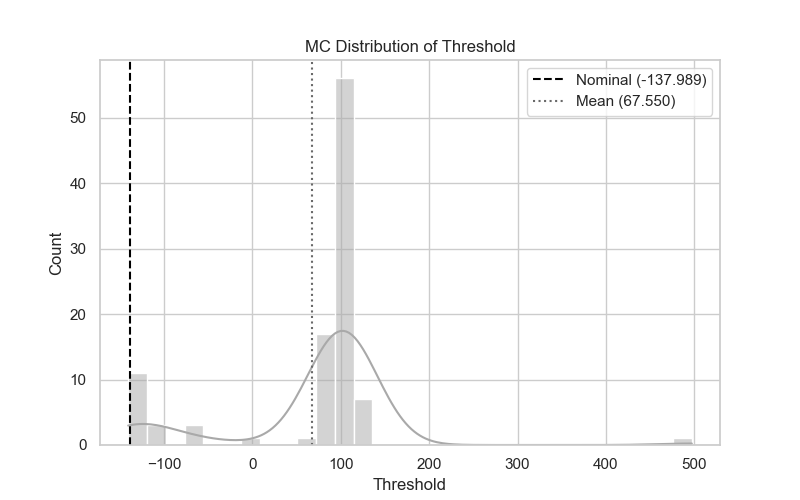 MC Distribution of Threshold
Nominal (-137.989)
Mean (67.550)
Count
50
40
30
20
10
0
−100 0 100 200 300 400 500
Threshold